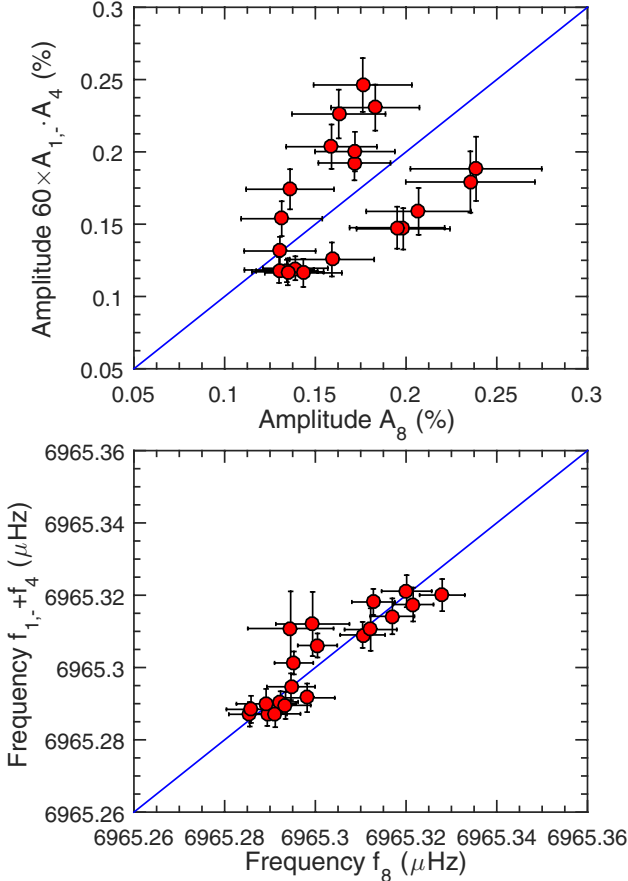 0.3
0.25
0.2
0.15
0.1
0.05
Amplitude 60×A1,-·A4 (%)
0.05 0.1 0.15 0.2 0.25 0.3
Amplitude A8 (%)
6965.36
6965.34
6965.32
6965.3
6965.28
6965.26
Frequency f1,-+f4 (μHz)
6965.26 6965.28 6965.3 6965.32 6965.34 6965.36
Frequency f8 (μHz)